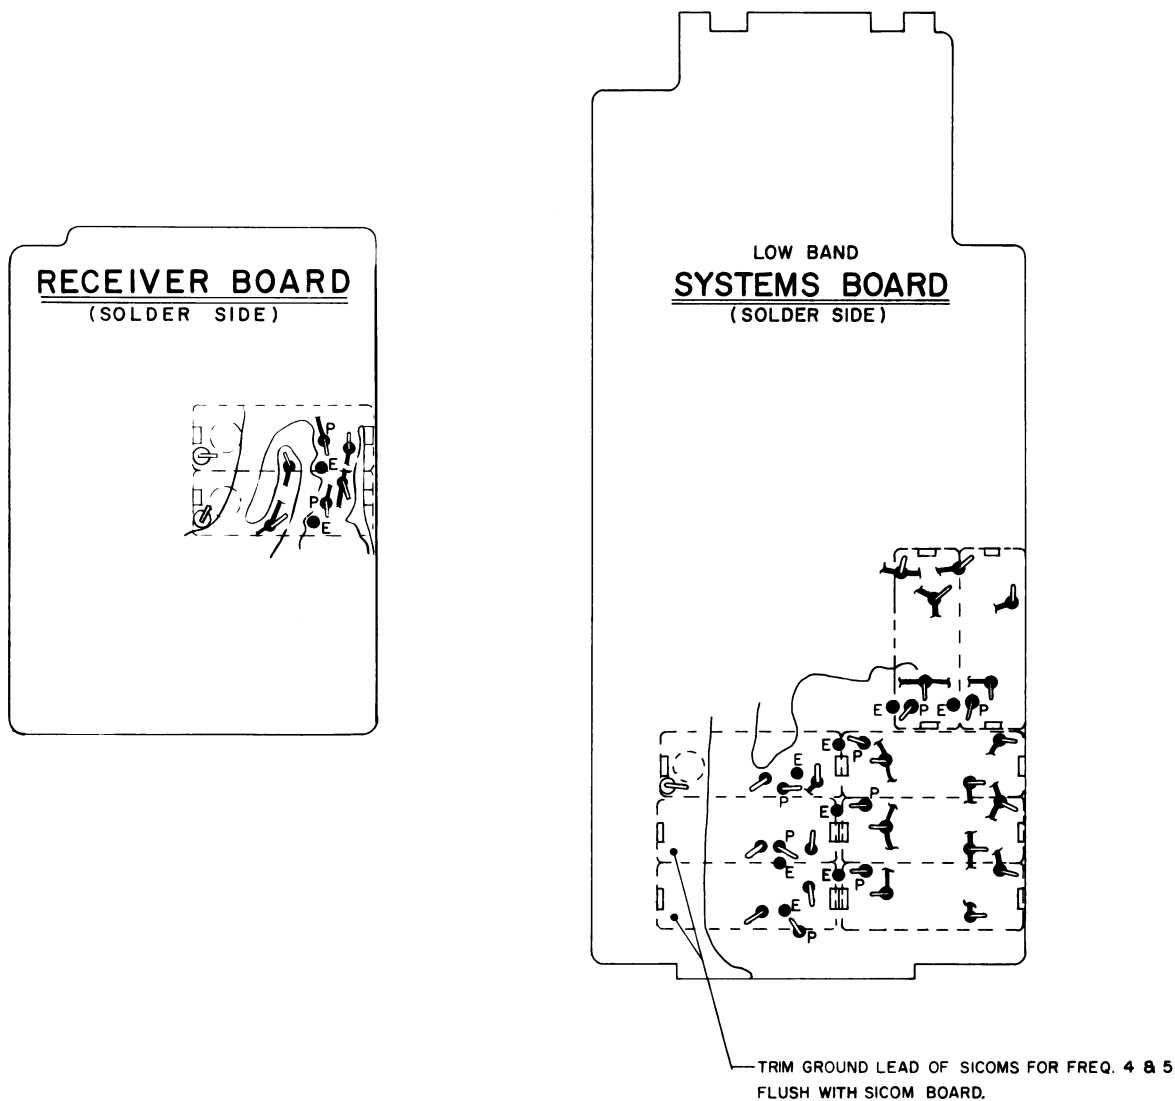 RECEIVER BOARD
(SOLDER SIDE)
P
E
P
E
LOW BAND
SYSTEMS BOARD
(SOLDER SIDE)
E P E P
E
P
E
P
P
E
P
E
E
P
E
P
TRIM GROUND LEAD OF SICOMS FOR FREQ. 4 & 5
FLUSH WITH SICOM BOARD.